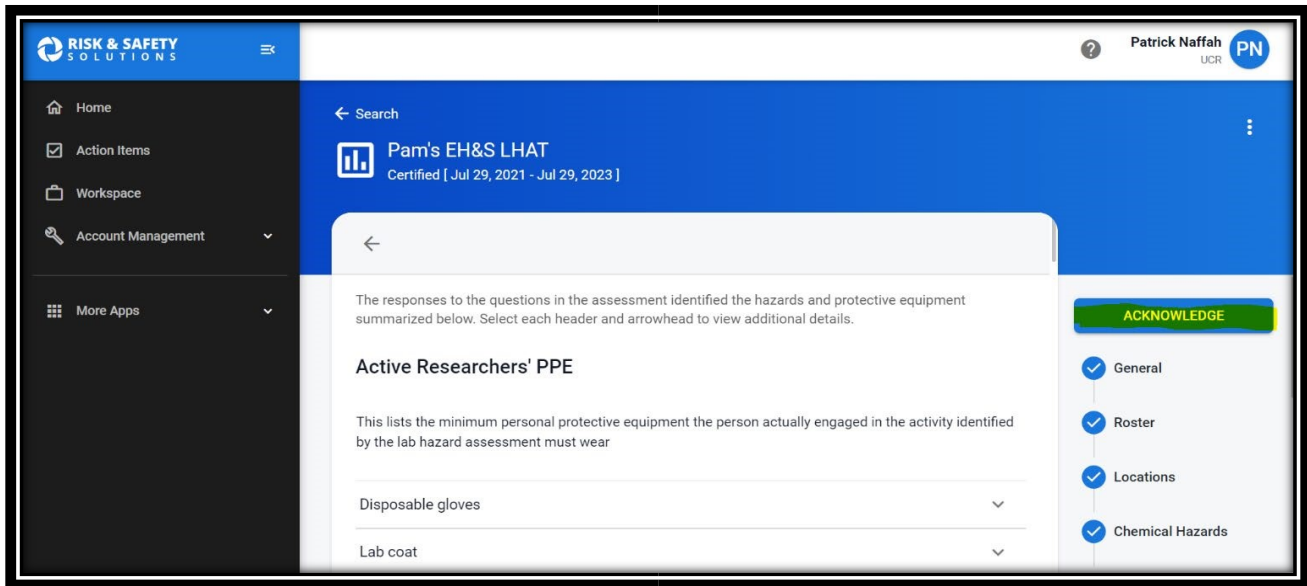 RISK & SAFETY
SOLUTIONS
Patrick Naffah
UCR
PN
Home
Action Items
Workspace
Account Management
More Apps
Search
Pam's EH&S LHAT
Certified [ Jul 29, 2021 - Jul 29, 2023 ]
The responses to the questions in the assessment identified the hazards and protective equipment
summarized below. Select each header and arrowhead to view additional details.
Active Researchers' PPE
This lists the minimum personal protective equipment the person actually engaged in the activity identified
by the lab hazard assessment must wear
Disposable gloves
Lab coat
ACKNOWLEDGE
General
Roster
Locations
Chemical Hazards